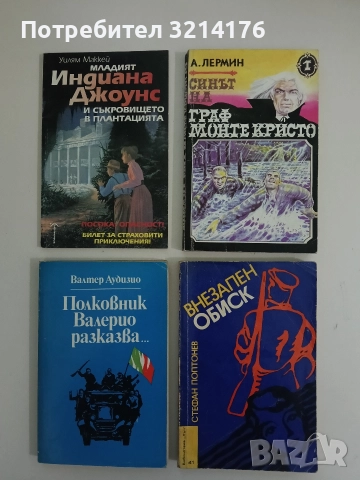 Потребител 3214176
Уилям Маккей
МЛАДИЯТ
Индиана
Джоунс
И СЪКРОВИЩЕТО
В ПЛАНТАЦИЯТА
БИЛЕТ ЗА СТРАХОВИТИ
ПРИКЛЮЧЕНИЯ!
А. ЛЕРМИН
СИНЪТ
НА
ГРАФ
МОНТЕ КРИСТО
Валтер Аудизио
Полковник
Валерио
разказва...
ВНЕЗАПЕН
ОБИСК
СТЕФАН ПОПТОНЕВ
bazar